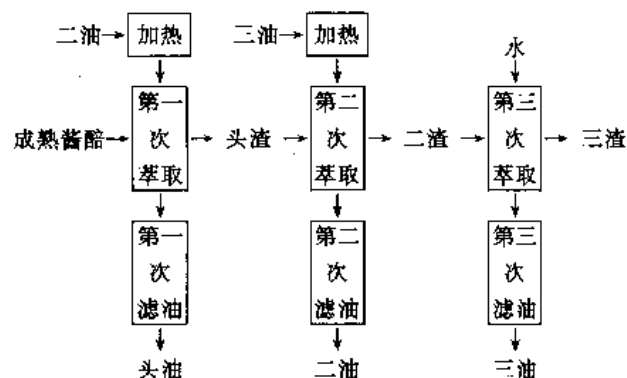 二油 加热 三油 加热
水
成熟酱醅 第一次萃取 头渣 第二次萃取 二渣 第三次萃取 三渣
第一次滤油 第二次滤油 第三次滤油
头油 二油 三油